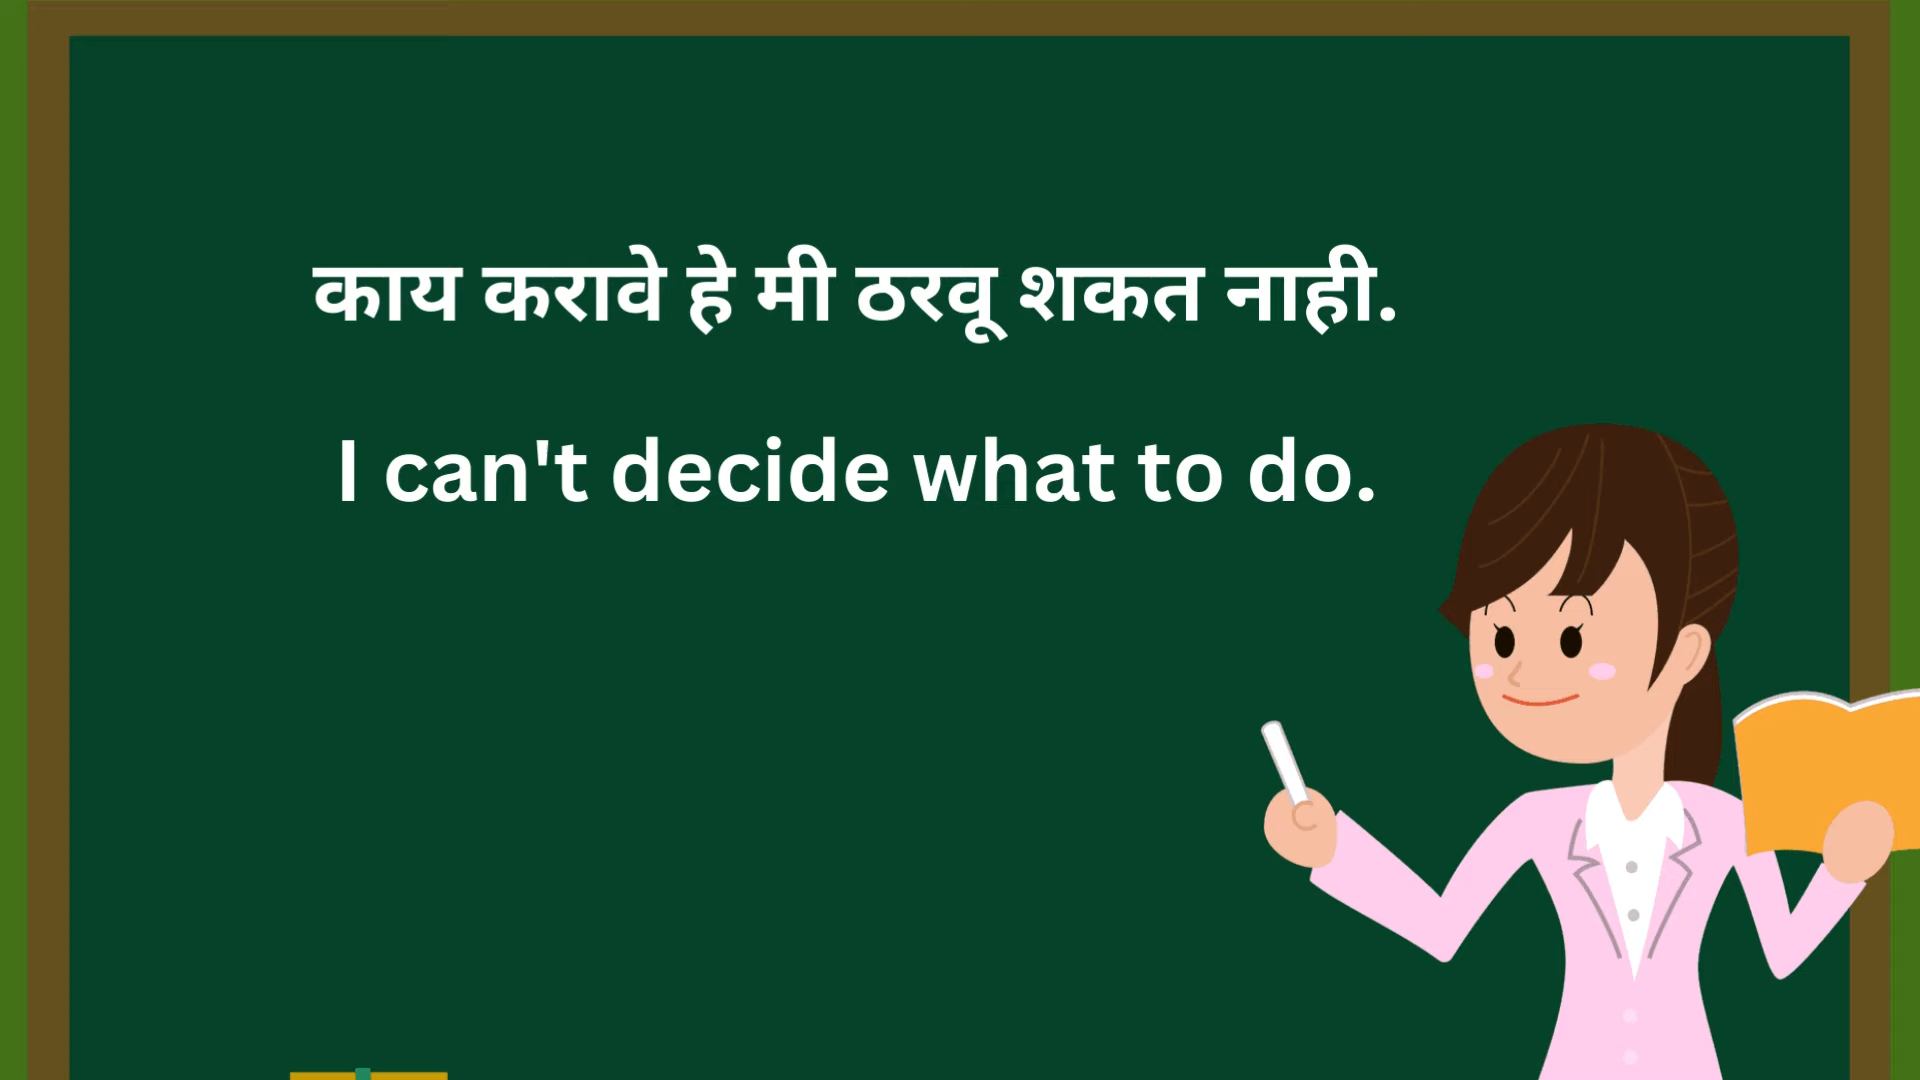 काय करावे हे मी ठरवू शकत नाही.
I can't decide what to do.